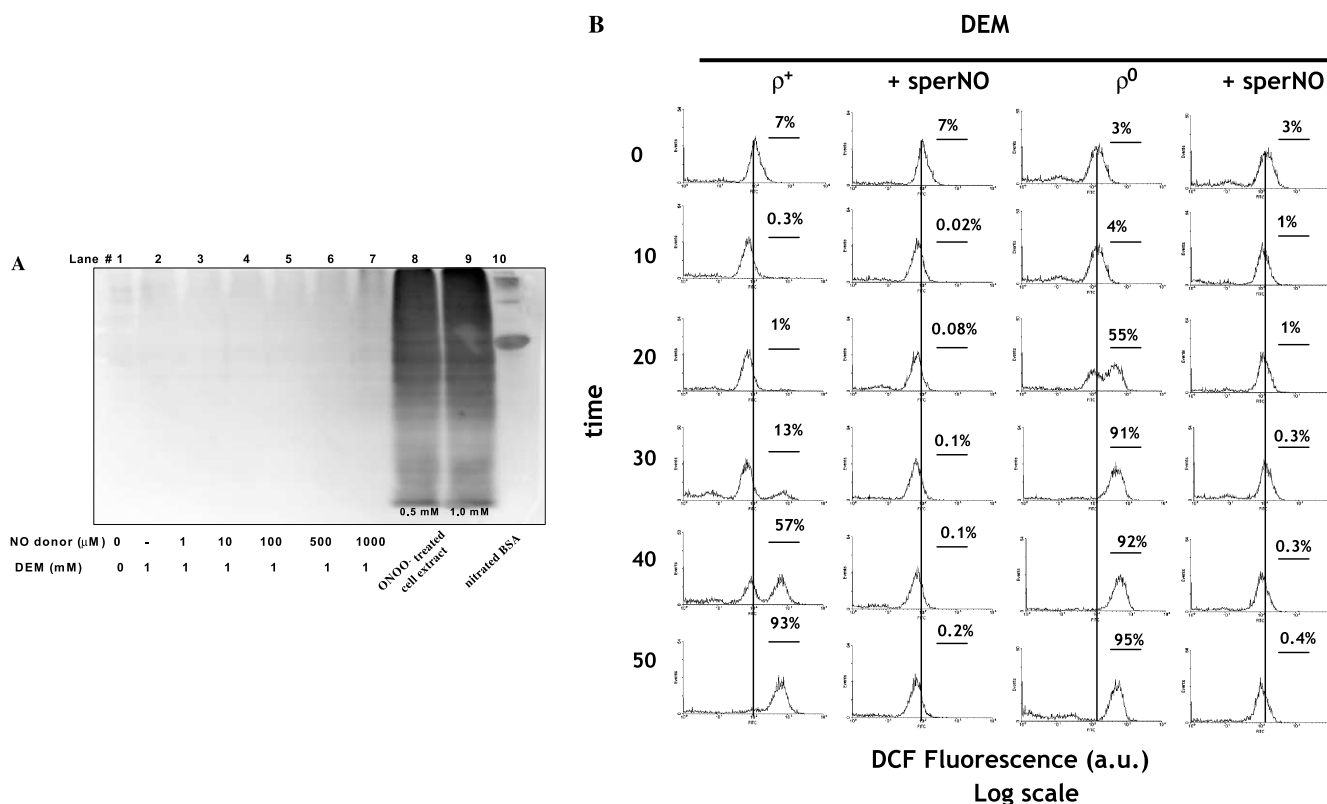 A
Lane # 1 2 3 4 5 6 7 8 9 10
0.5 mM 1.0 mM
NO donor (μM) 0 - 1 10 100 500 1000
DEM (mM) 0 1 1 1 1 1 1
ONOO- treated
cell extract
nitrated BSA
B
DEM
ρ+ + sperNO ρ0 + sperNO
time
0 7% 7% 3% 3%
10 0.3% 0.02% 4% 1%
20 1% 0.08% 55% 1%
30 13% 0.1% 91% 0.3%
40 57% 0.1% 92% 0.3%
50 93% 0.2% 95% 0.4%
DCF Fluorescence (a.u.)
Log scale